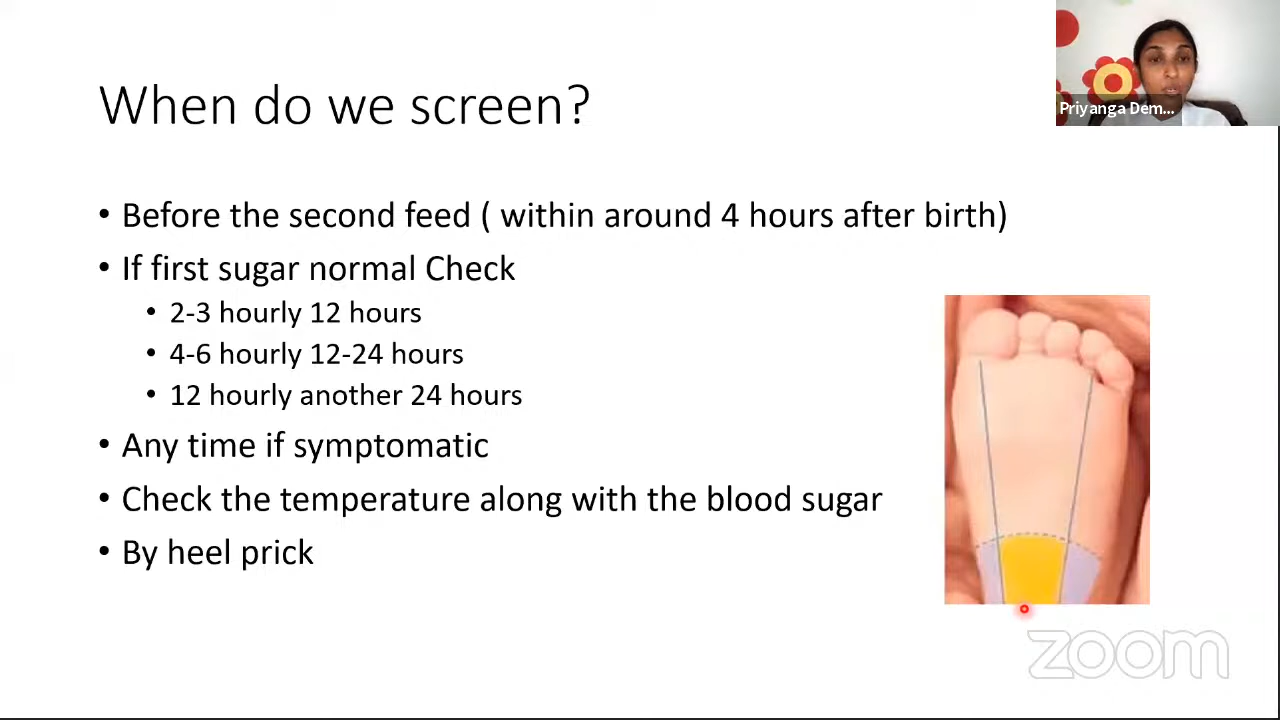 When do we screen?
Priyanga Dem...
• Before the second feed ( within around 4 hours after birth)
• If first sugar normal Check
• 2-3 hourly 12 hours
• 4-6 hourly 12-24 hours
• 12 hourly another 24 hours
• Any time if symptomatic
• Check the temperature along with the blood sugar
• By heel prick
zoom